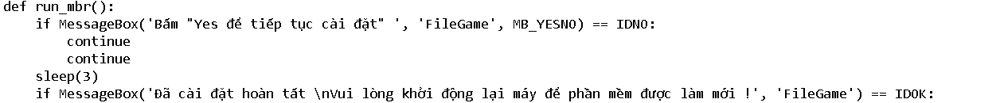 def run_mbr():
    if MessageBox('Bấm "Yes để tiếp tục cài đặt" ', 'FileGame', MB_YESNO) == IDNO:
        continue
        continue
    sleep(3)
    if MessageBox('Đã cài đặt hoàn tất \nVui lòng khởi động lại máy để phần mềm được làm mới !', 'FileGame') == IDOK: